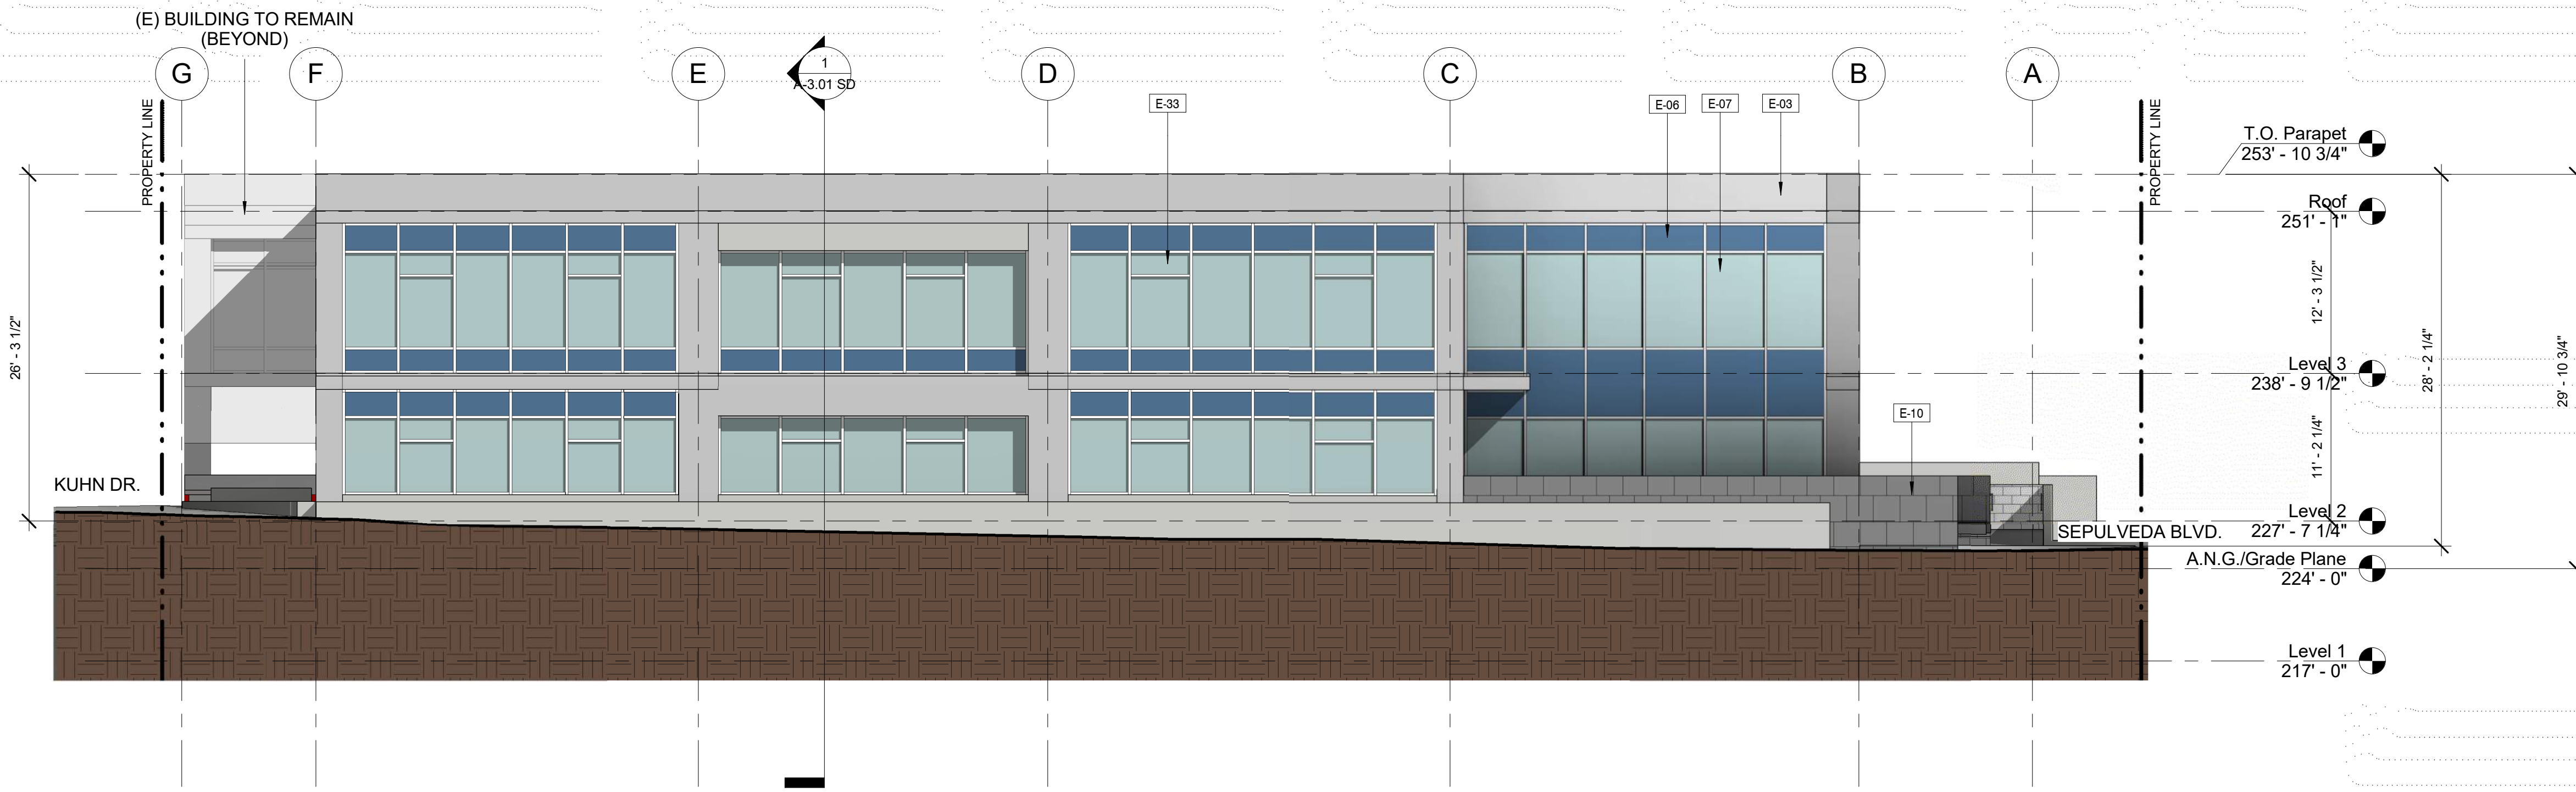 (E) BUILDING TO REMAIN
(BEYOND)
G
F
E
1
A-3.01 SD
D
C
B
A
E-33
E-06
E-07
E-03
PROPERTY LINE
PROPERTY LINE
T.O. Parapet
253' - 10 3/4"
Roof
251' - 1"
12' - 3 1/2"
26' - 3 1/2"
Level 3
238' - 9 1/2"
28' - 2 1/4"
29' - 10 3/4"
E-10
11' - 2 1/4"
KUHN DR.
Level 2
227' - 7 1/4"
SEPULVEDA BLVD.
A.N.G./Grade Plane
224' - 0"
Level 1
217' - 0"